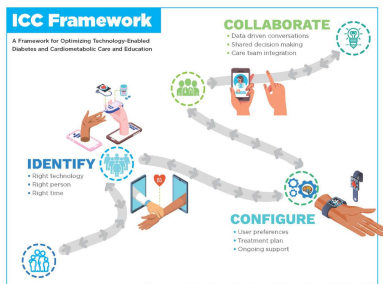 ICC Framework
A Framework for Optimizing Technology-Enabled
Diabetes and Cardiometabolic Care and Education
COLLABORATE
• Data-driven conversations
• Shared decision making
• Care team integration
IDENTIFY
• Right technology
• Right person
• Right time
CONFIGURE
• User preferences
• Treatment plan
• Ongoing support